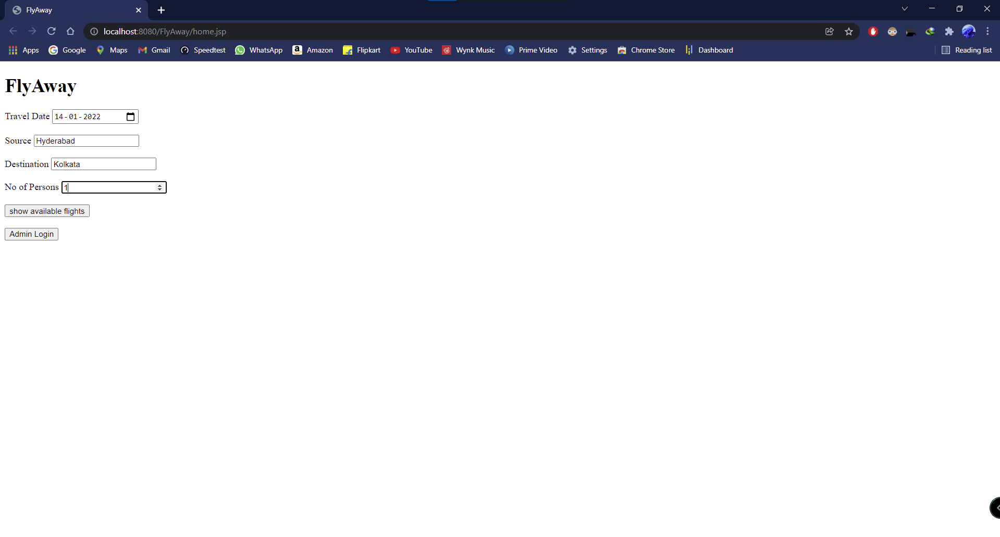 FlyAway
localhost:8080/FlyAway/home.jsp
Apps Google Maps Gmail Speedtest WhatsApp Amazon Flipkart YouTube Wynk Music Prime Video Settings Chrome Store Dashboard Reading list
FlyAway
Travel Date 14-01-2022
Source Hyderabad
Destination Kolkata
No of Persons 1
show available flights
Admin Login